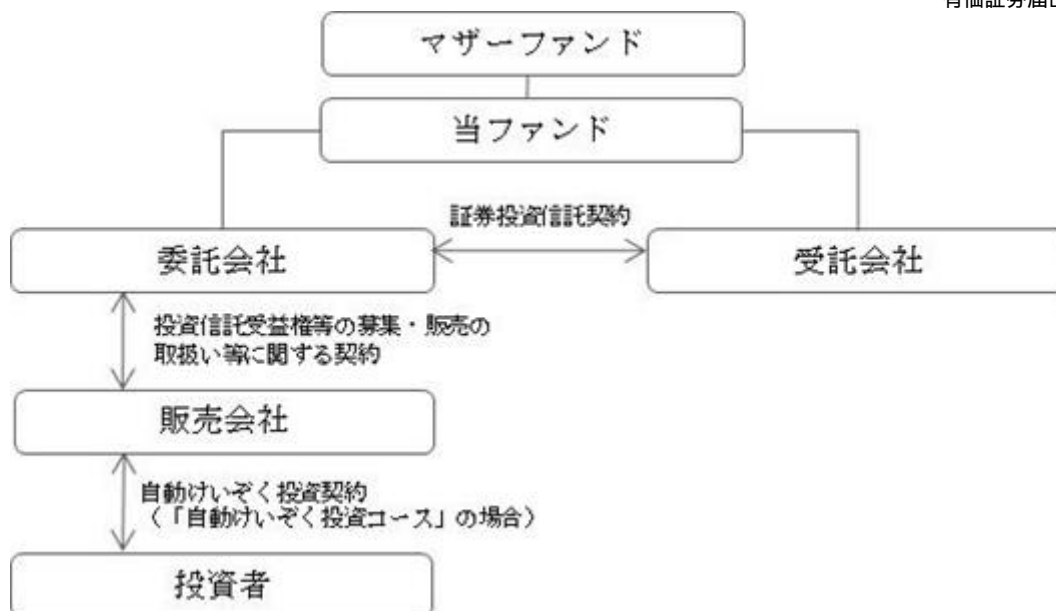 マザーファンド
当ファンド
証券投資信託契約
委託会社
受託会社
投資信託受益権等の募集・販売の
取扱い等に関する契約
販売会社
自動けいぞく投資契約
(「自動けいぞく投資コース」の場合)
投資者